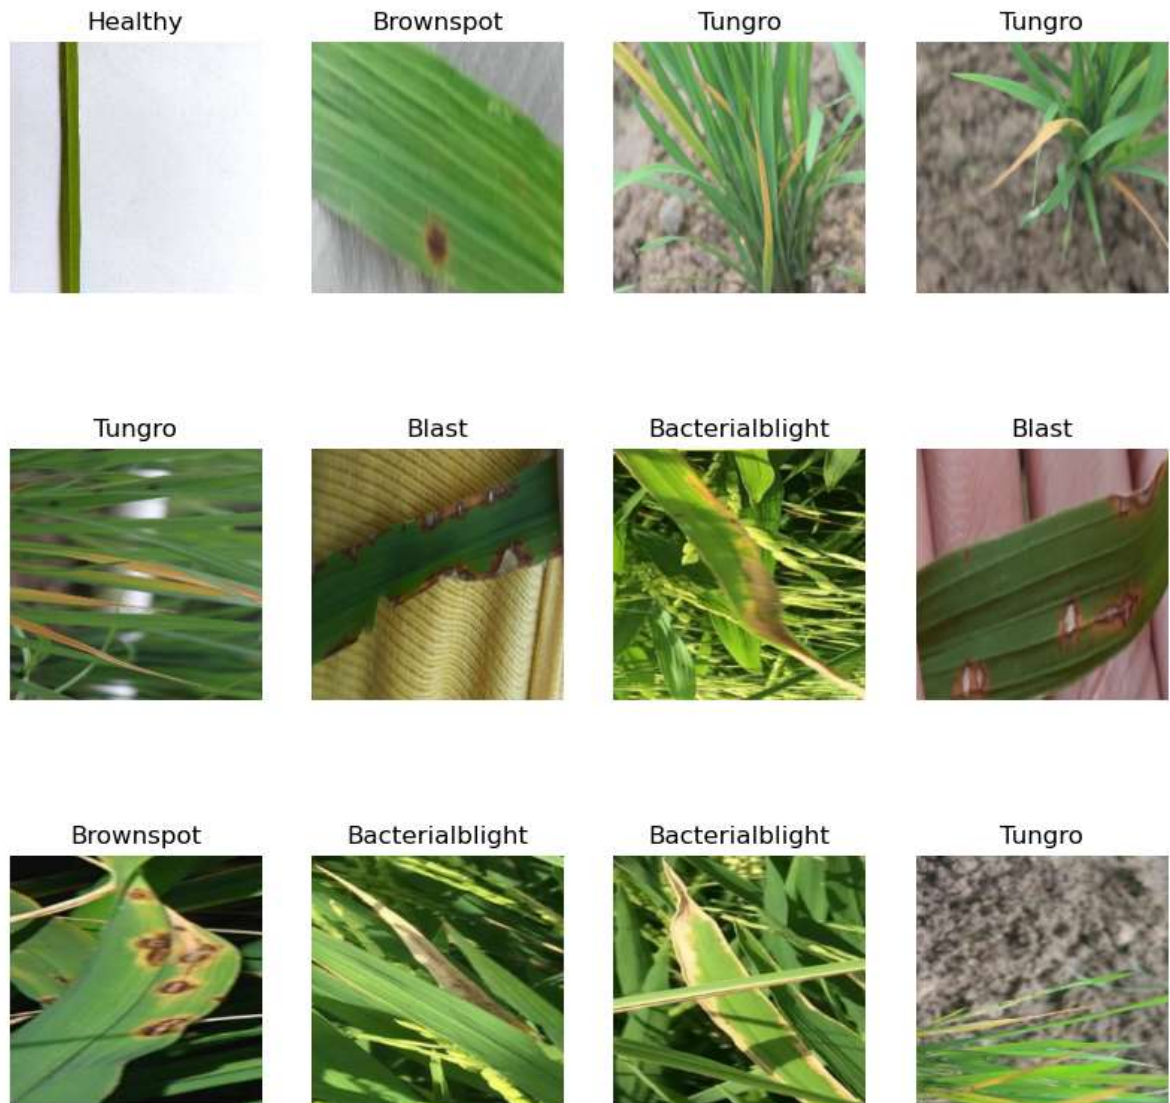 Healthy
Brownspot
Tungro
Tungro
Tungro
Blast
Bacterialblight
Blast
Brownspot
Bacterialblight
Bacterialblight
Tungro